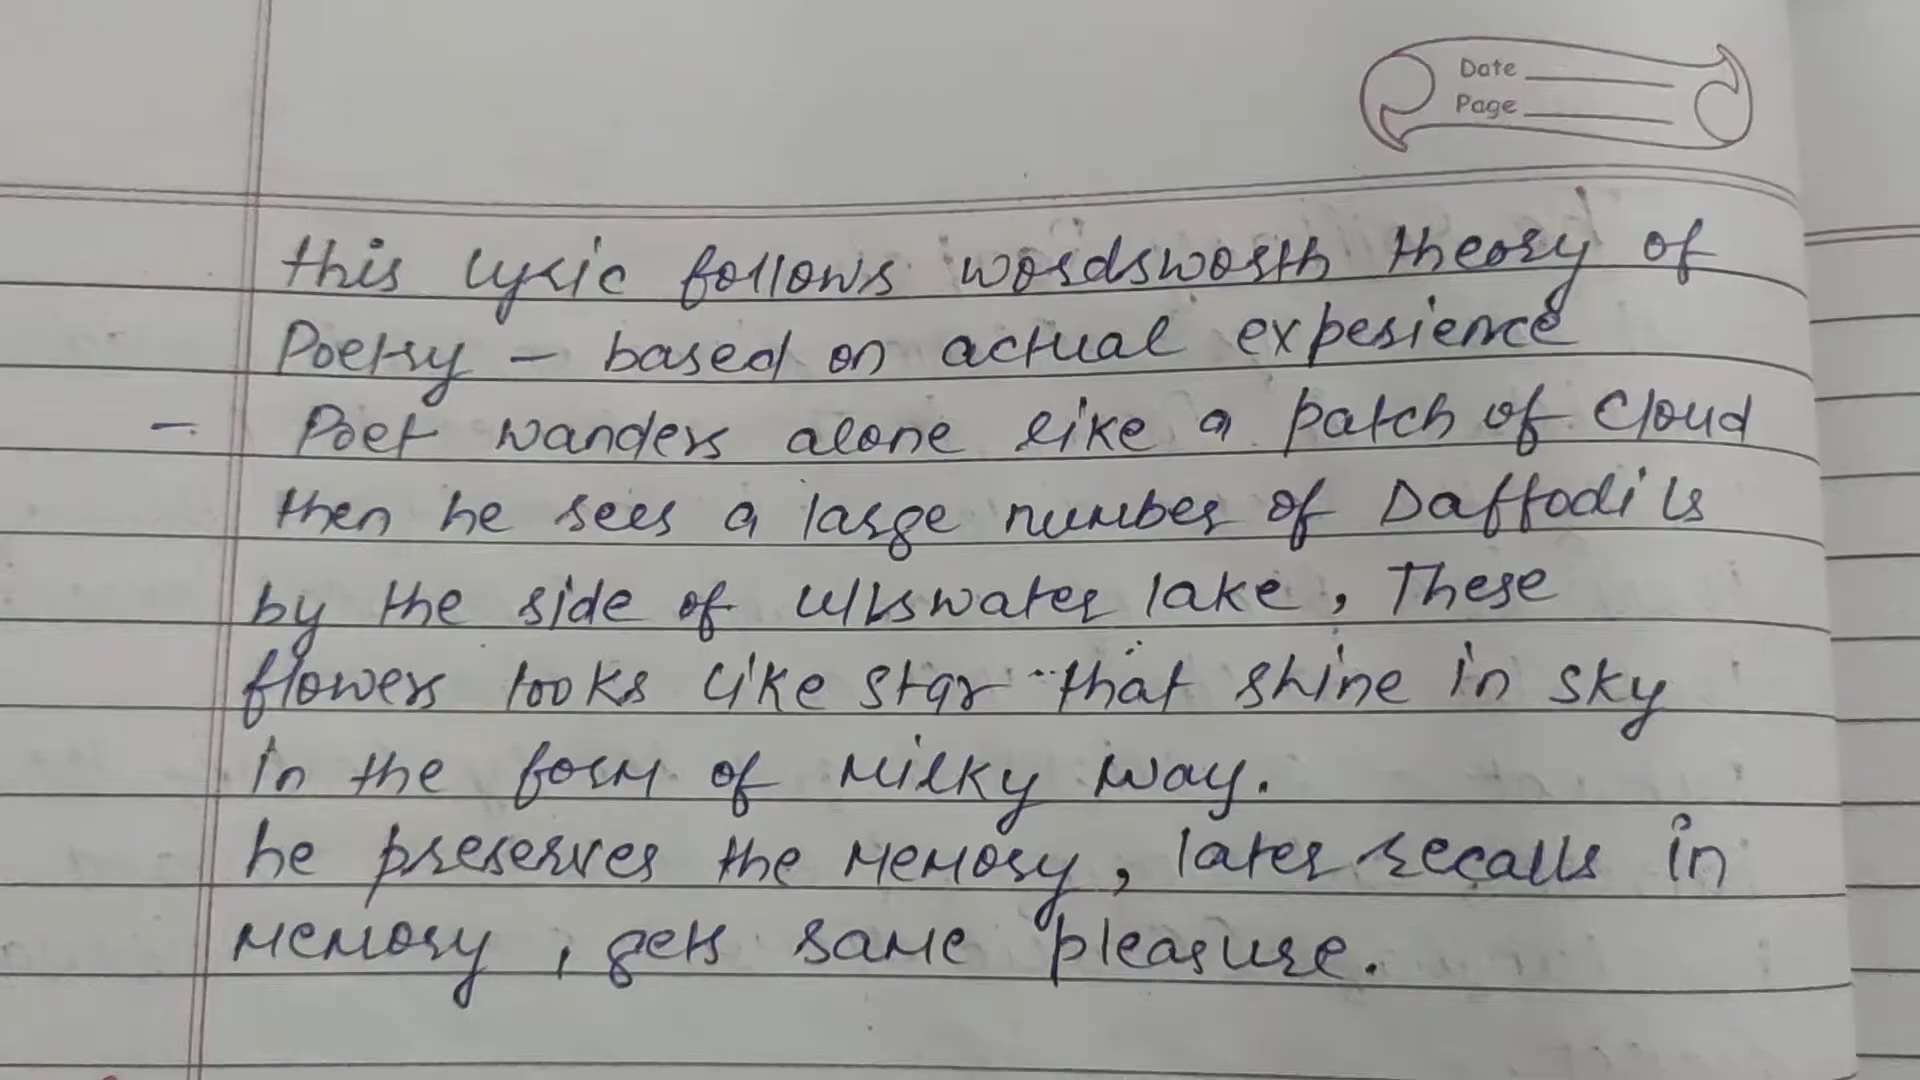 Date
Page
this lyric follows wordsworth theory of
Poetry - based on actual experience
- Poet wanders alone like a patch of Cloud
then he sees a large number of Daffodils
by the side of Ullswater lake, These
flowers looks like star that shine in sky
in the form of Milky Way.
he preserves the memory, later recalls in
memory, gets same pleasure.